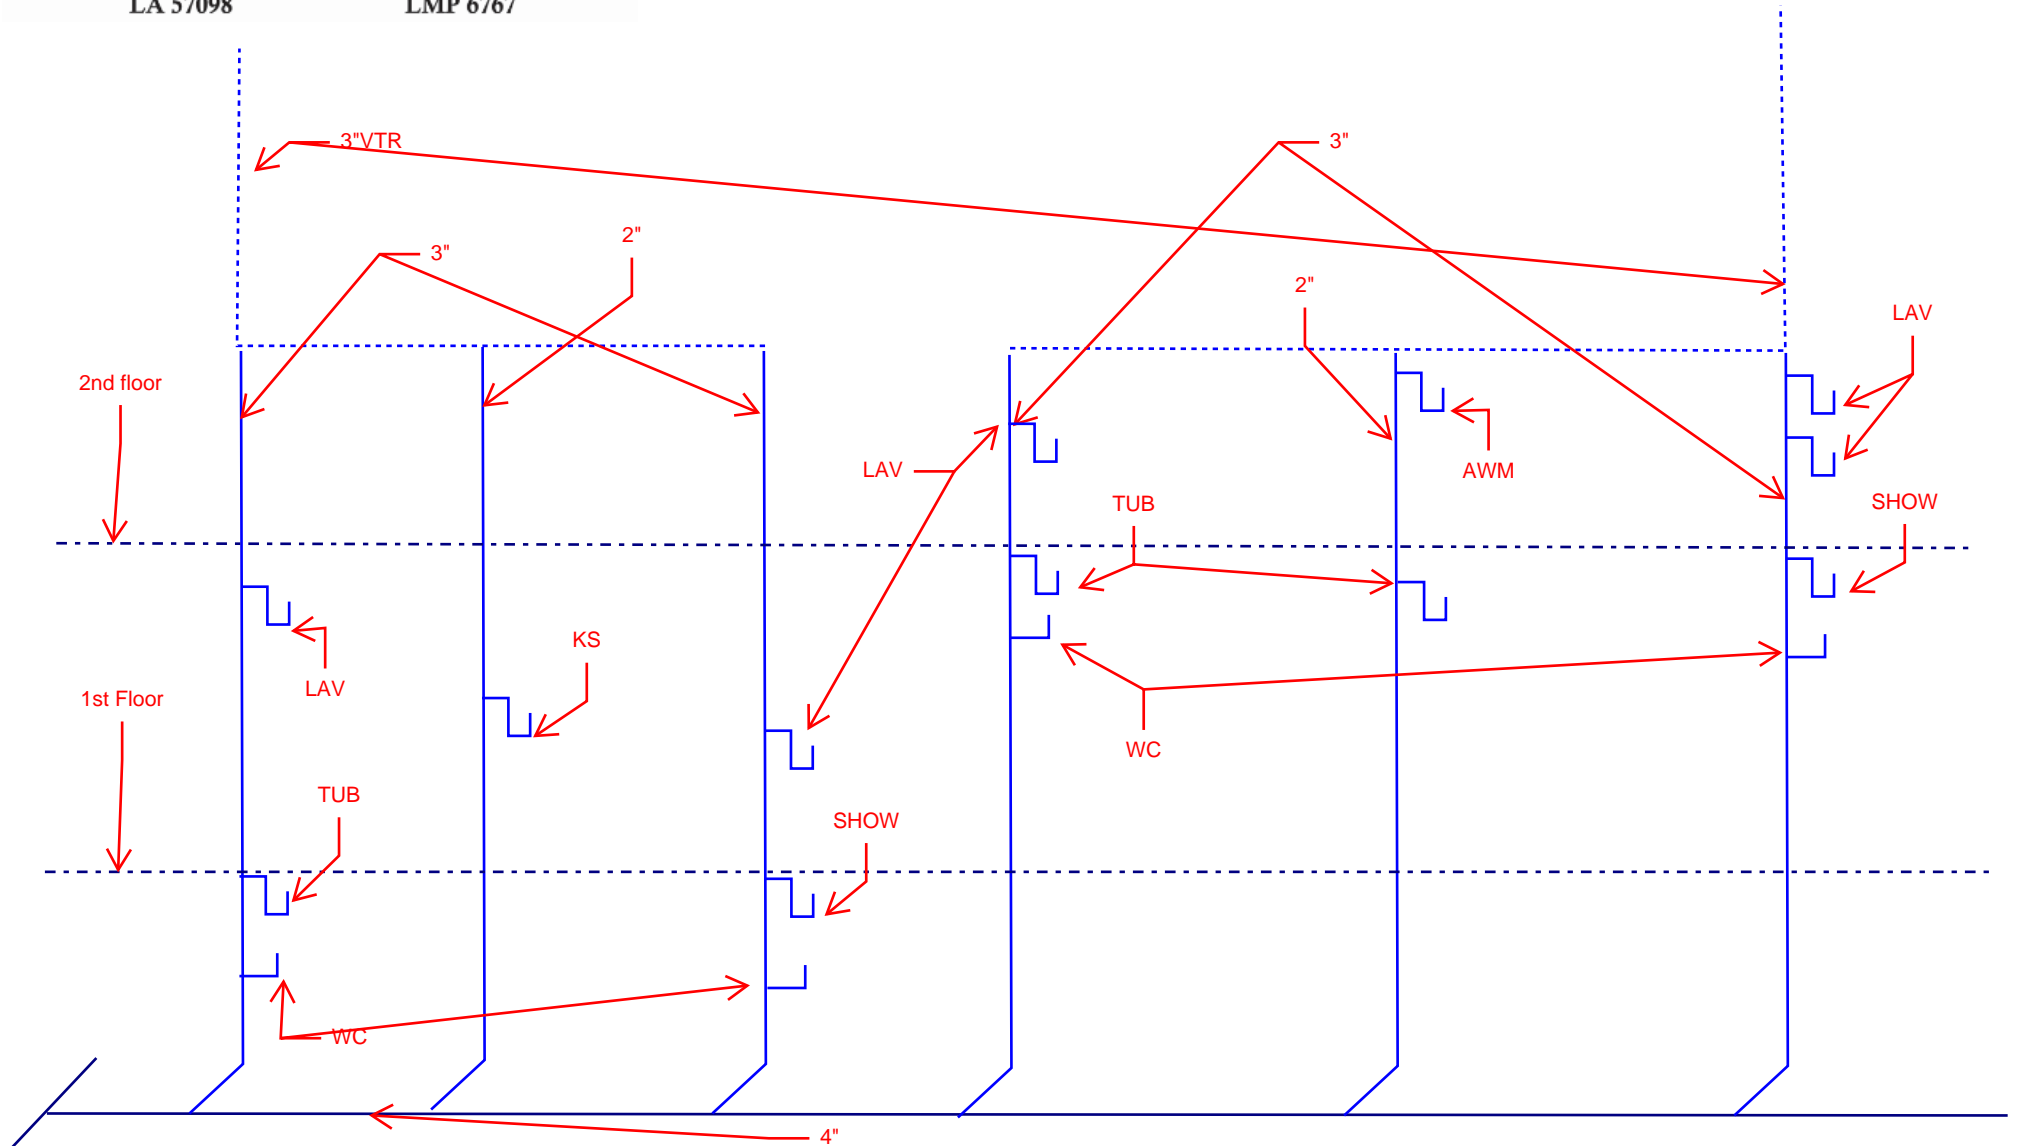 LA 57098 LMP 6767
3"VTR
3"
2"
3"
2"
LAV
2nd floor
LAV
AWM
TUB
SHOW
KS
LAV
1st Floor
WC
TUB
SHOW
WC
4"